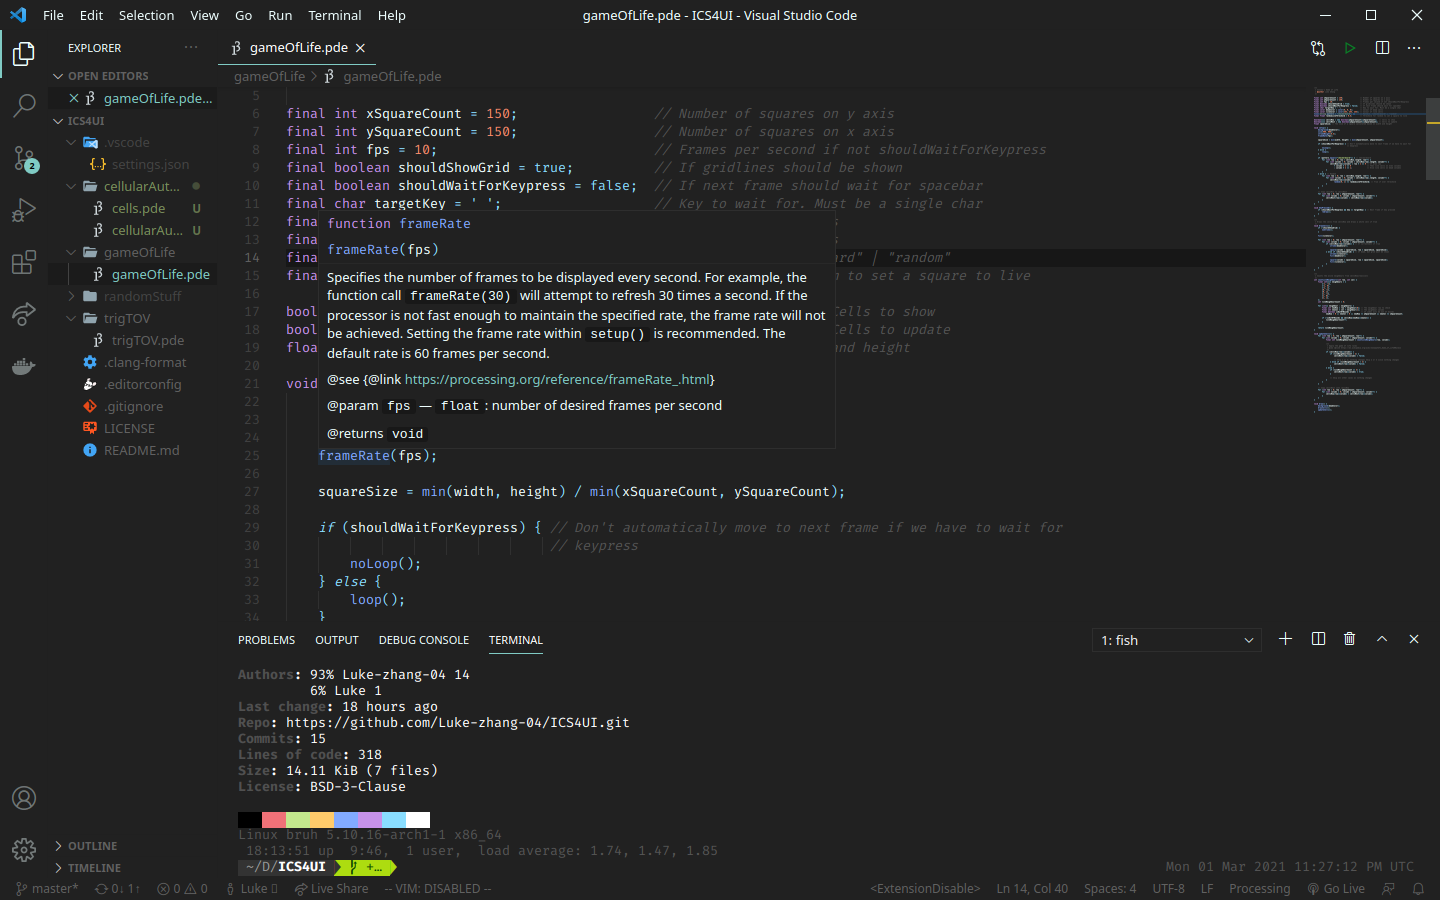 File Edit Selection View Go Run Terminal Help
gameOfLife.pde - ICS4UI - Visual Studio Code
EXPLORER
OPEN EDITORS
gameOfLife.pde...
ICS4UI
.vscode
settings.json
cellularAut...
cells.pde U
cellularAu... U
gameOfLife
gameOfLife.pde
randomStuff
trigTOV
trigTOV.pde
.clang-format
.editorconfig
.gitignore
LICENSE
README.md
OUTLINE
TIMELINE
2
gameOfLife.pde
gameOfLife > gameOfLife.pde
5
6 final int xSquareCount = 150; // Number of squares on y axis
7 final int ySquareCount = 150; // Number of squares on x axis
8 final int fps = 10; // Frames per second if not shouldWaitForKeypress
9 final boolean shouldShowGrid = true; // If gridlines should be shown
10 final boolean shouldWaitForKeypress = false; // If next frame should wait for spacebar
11 final char targetKey = ' '; // Key to wait for. Must be a single char
12 fina
13 fina
14 fina rd" | "random"
15 fina to set a square to live
16
17 bool Cells to show
18 bool Cells to update
19 floa nd height
20
21 void
22
23
24
function frameRate
frameRate(fps)
Specifies the number of frames to be displayed every second. For example, the
function call frameRate(30) will attempt to refresh 30 times a second. If the
processor is not fast enough to maintain the specified rate, the frame rate will not
be achieved. Setting the frame rate within setup() is recommended. The
default rate is 60 frames per second.
@see {@link https://processing.org/reference/frameRate_.html}
@param fps — float : number of desired frames per second
@returns void
25 frameRate(fps);
26
27 squareSize = min(width, height) / min(xSquareCount, ySquareCount);
28
29 if (shouldWaitForKeypress) { // Don't automatically move to next frame if we have to wait for
30 // keypress
31 noLoop();
32 } else {
33 loop();
34 }
PROBLEMS OUTPUT DEBUG CONSOLE TERMINAL
1: fish
Authors: 93% Luke-zhang-04 14
6% Luke 1
Last change: 18 hours ago
Repo: https://github.com/Luke-zhang-04/ICS4UI.git
Commits: 15
Lines of code: 318
Size: 14.11 KiB (7 files)
License: BSD-3-Clause
Linux bruh 5.10.16-arch1-1 x86_64
18:13:51 up 9:46, 1 user, load average: 1.74, 1.47, 1.85
~/D/ICS4UI +…
Mon 01 Mar 2021 11:27:12 PM UTC
master* 0↓ 1↑ 0 0 Luke Live Share -- VIM: DISABLED --
<ExtensionDisable> Ln 14, Col 40 Spaces: 4 UTF-8 LF Processing Go Live